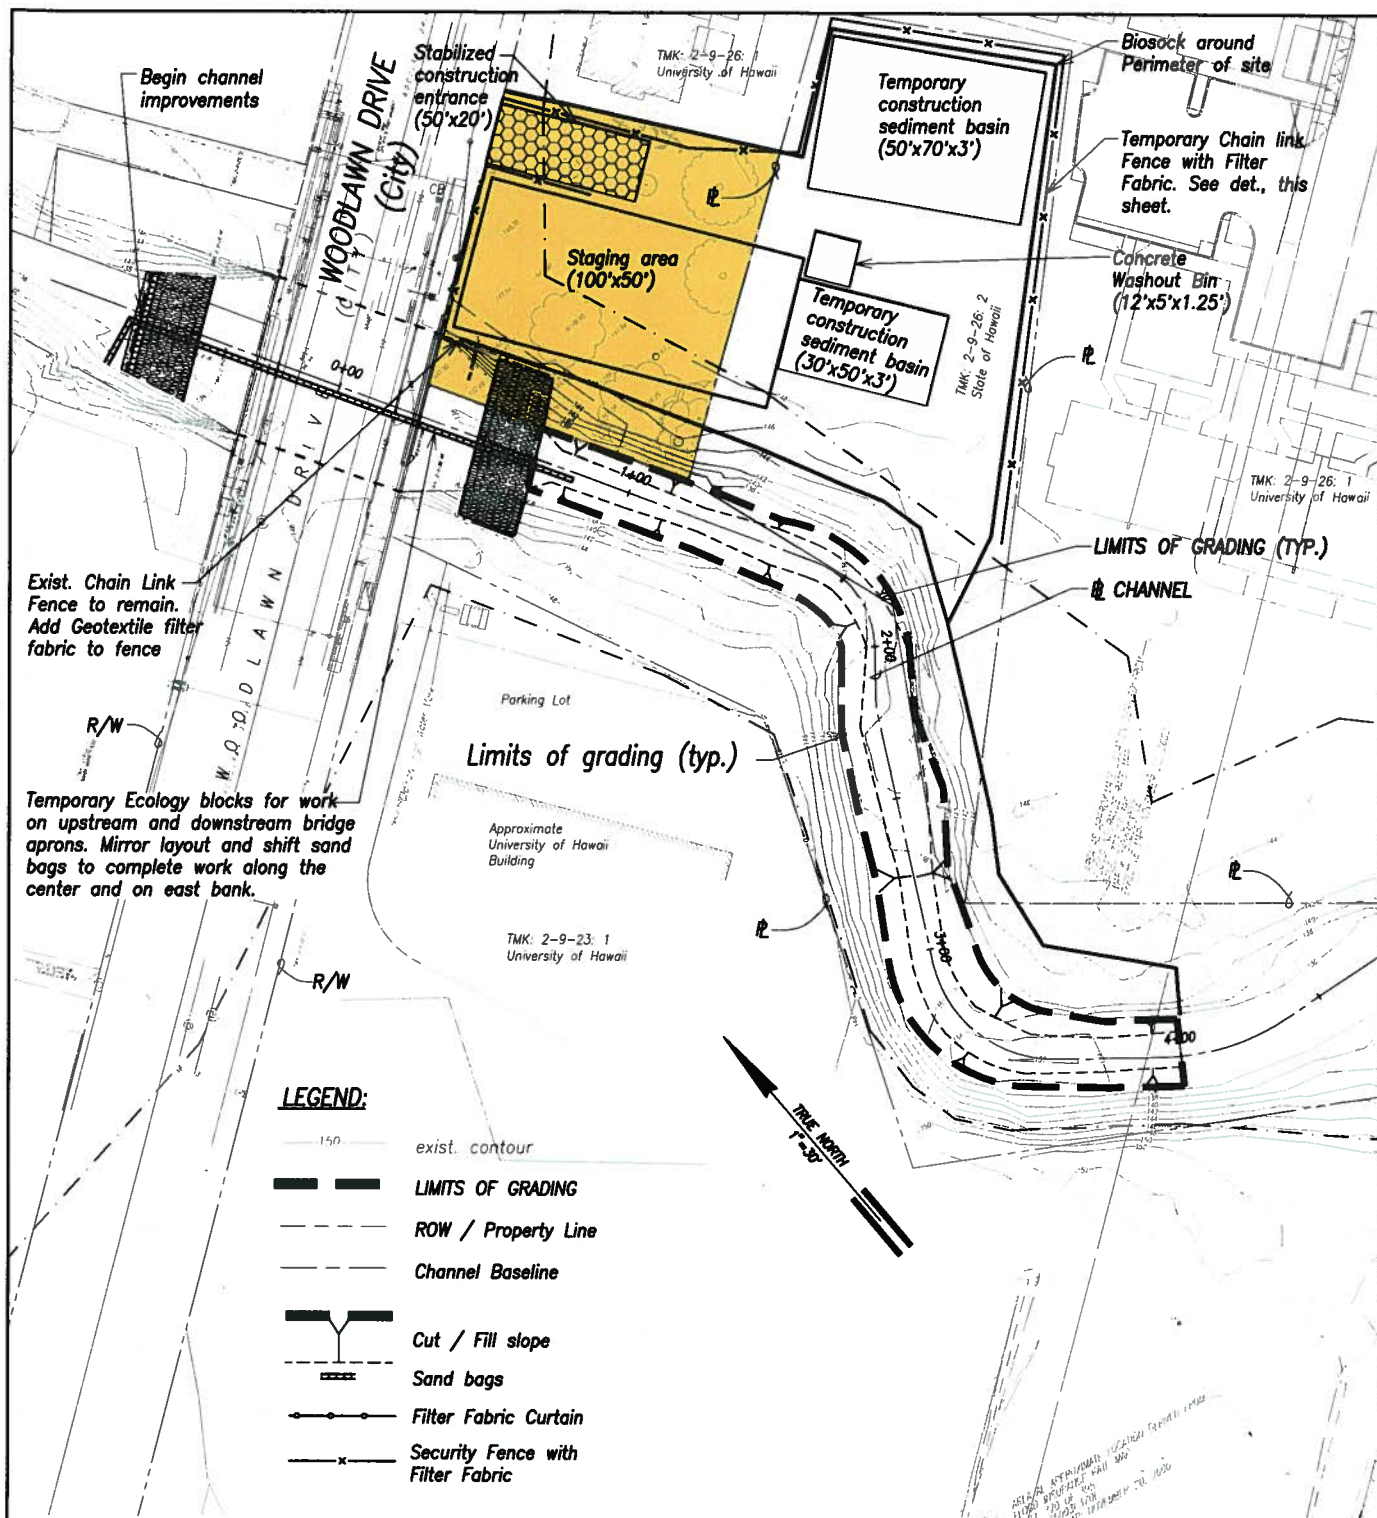 Begin channel
improvements
WOODLAWN DRIVE
(City)
(CITY)
Stabilized
construction
entrance
(50'x20')
TMK: 2-9-26: 1
University of Hawaii
Temporary
construction
sediment basin
(50'x70'x3')
Biosock around
Perimeter of site
Temporary Chain link
Fence with Filter
Fabric. See det., this
sheet.
CB
Staging area
(100'x50')
Concrete
Washout Bin
(12'x5'x1.25')
Temporary
construction
sediment basin
(30'x50'x3')
TMK: 2-9-26: 2
State of Hawaii
0+00
1+00
TMK: 2-9-26: 1
University of Hawaii
LIMITS OF GRADING (TYP.)
CHANNEL
Exist. Chain Link
Fence to remain.
Add Geotextile filter
fabric to fence
2+00
WOODLAWN DRIVE
Parking Lot
R/W
Limits of grading (typ.)
Temporary Ecology blocks for work
on upstream and downstream bridge
aprons. Mirror layout and shift sand
bags to complete work along the
center and on east bank.
Approximate
University of Hawaii
Building
TMK: 2-9-23: 1
University of Hawaii
3+00
R/W
4+00
TRUE NORTH
1"=30'
LEGEND:
150
exist. contour
LIMITS OF GRADING
ROW / Property Line
Channel Baseline
Cut / Fill slope
Sand bags
Filter Fabric Curtain
Security Fence with
Filter Fabric